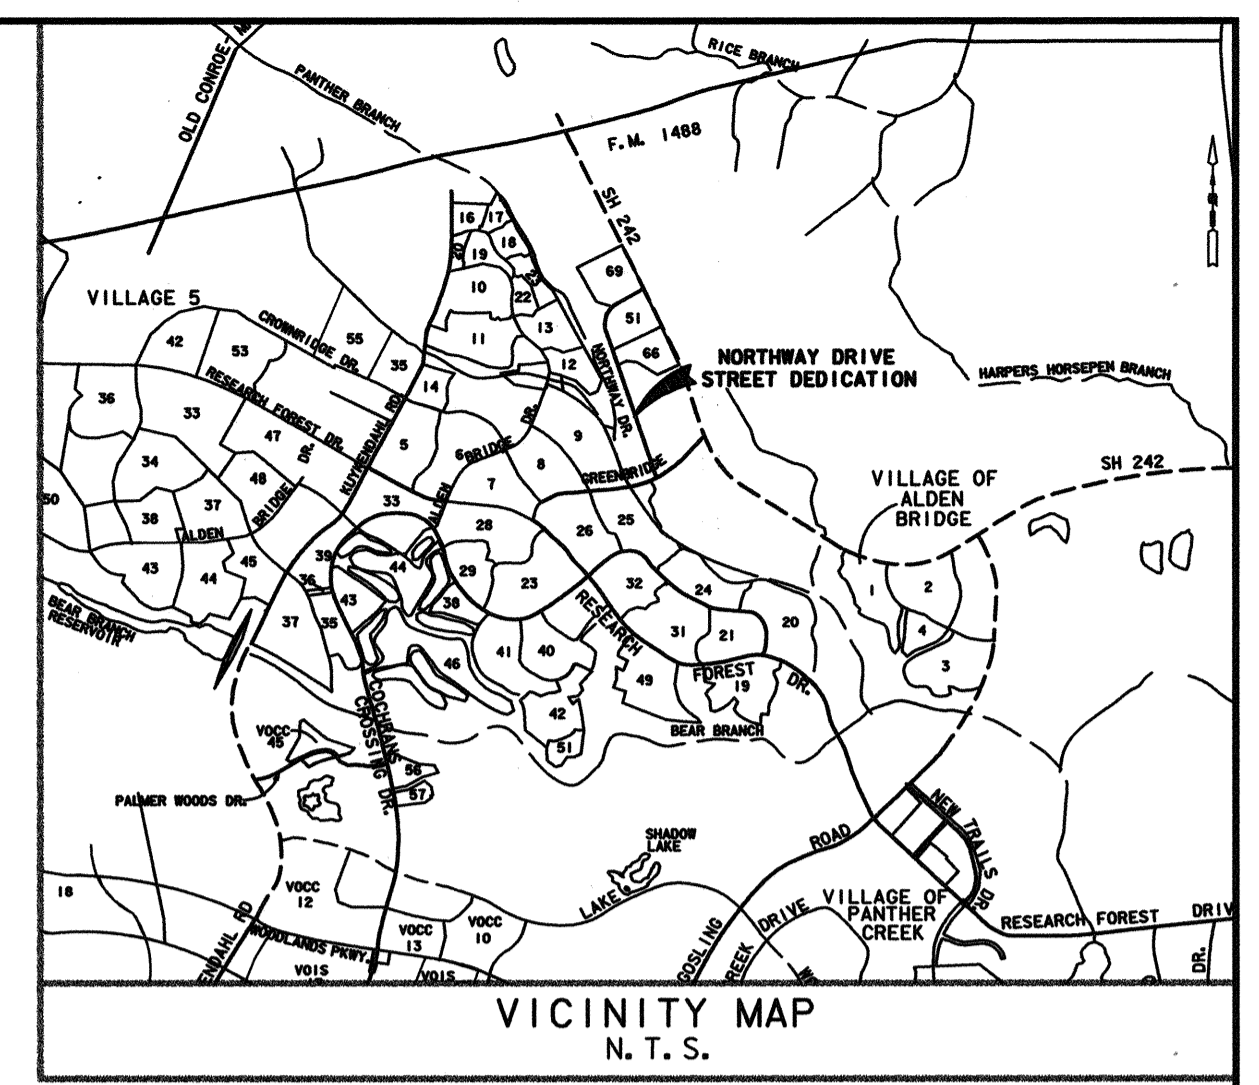 RICE BRANCH
OLD CONROE-
PANTHER BRANCH
F.M. 1488
SH 242
16
17
18
20
19
23
69
10
22
VILLAGE 5
51
13
CROWNRIDGE DR.
55
42
53
11
35
66
12
NORTHWAY DR.
NORTHWAY DRIVE
STREET DEDICATION
HARPERS HORSEPEN BRANCH
14
RESEARCH FOREST DR.
36
33
KUYKENDAHL RD.
47
DR.
5
6
BRIDGE
DR.
9
34
8
GREENBRIDGE
SH 242
48
7
VILLAGE OF
ALDEN
BRIDGE
50
37
BRIDGE
33
ALDEN
38
ALDEN
28
26
25
39
43
45
44
44
29
23
36
32
24
1
2
43
38
BEAR BRANCH
RESERVOIR
37
35
RESEARCH
31
21
20
4
41
40
46
3
49
FOREST
19
DR.
COCHRANS
CROSSING DR.
42
VOCC
45
51
BEAR BRANCH
56
57
PALMER WOODS DR.
NEW TRAILS DR.
SHADOW
LAKE
ROAD
18
VOCC
12
LAKE
VILLAGE OF
PANTHER
CREEK
VOCC
13
VOCC
10
DRIVE
RESEARCH FOREST
DRIV
ENDAHL RD
WOODLANDS PKWY.
GOSLING
REEK
DR.
VOIS
VOIS
VICINITY MAP
N.T.S.